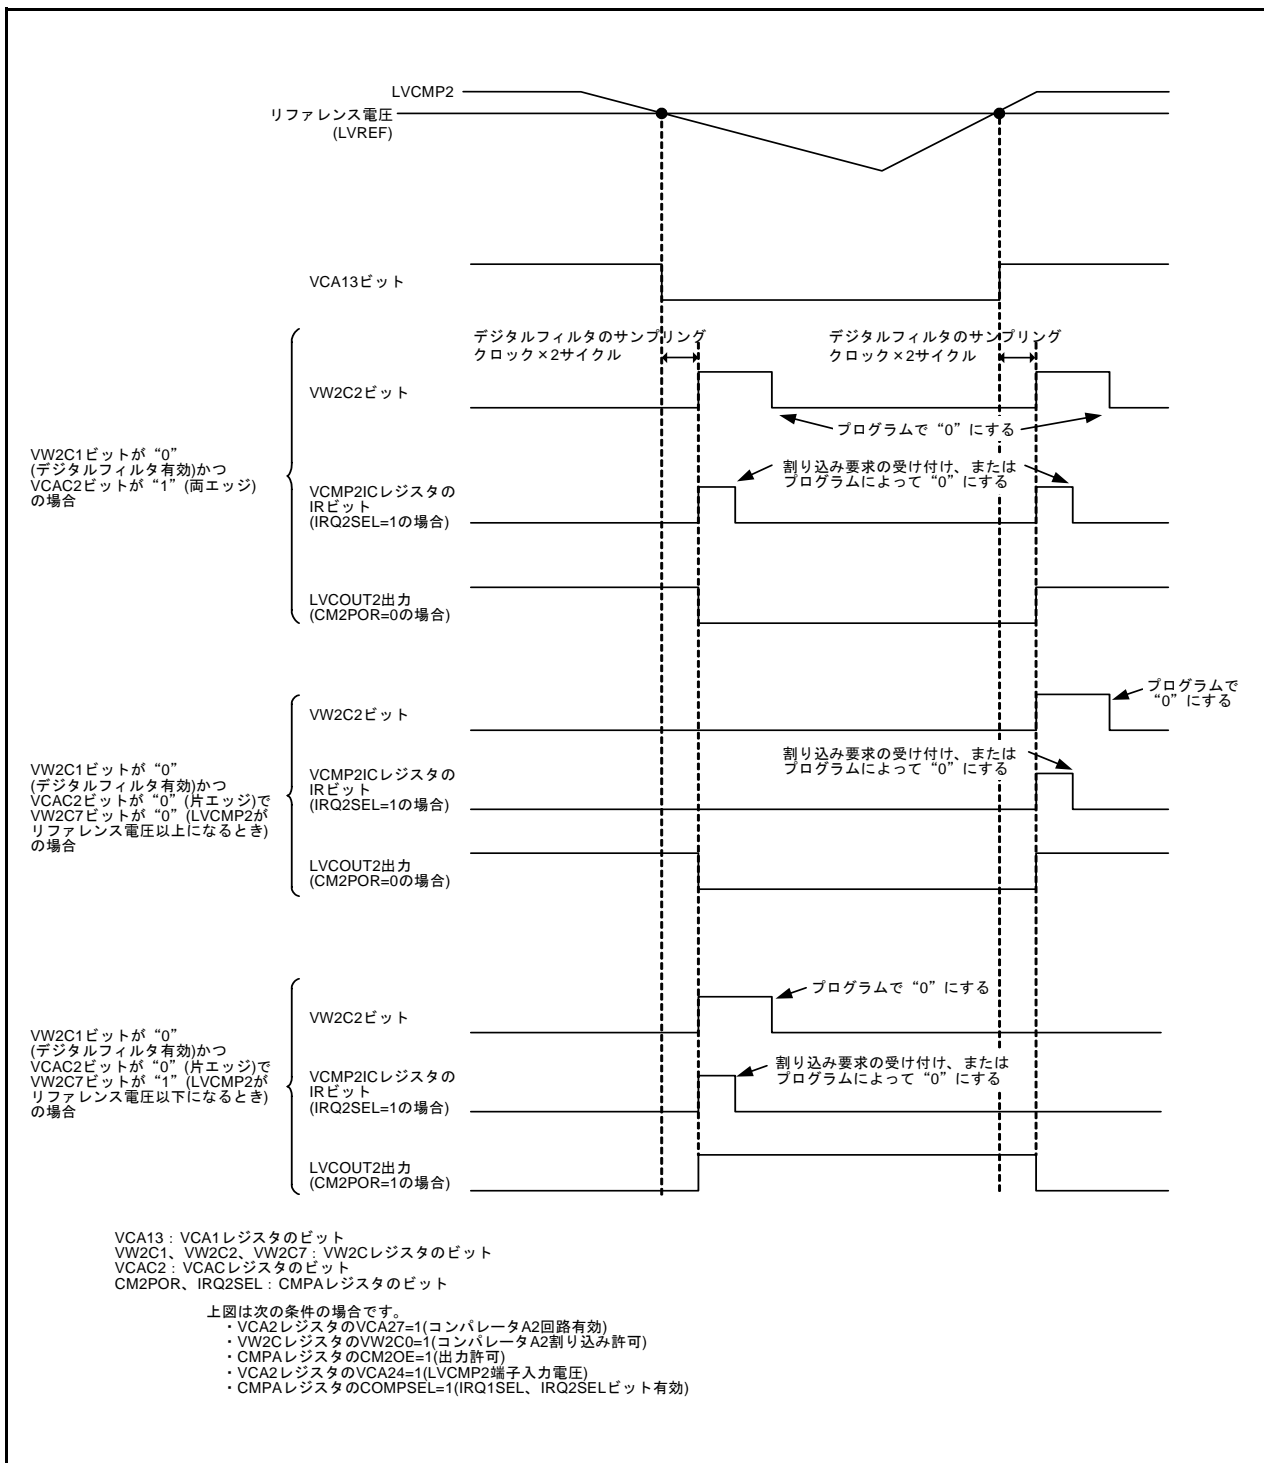 LVCMP2
リファレンス電圧
(LVREF)
VCA13ビット
デジタルフィルタのサンプリング
クロック×2サイクル
デジタルフィルタのサンプリング
クロック×2サイクル
VW2C2ビット
プログラムで“0”にする
VW2C1ビットが“0”
(デジタルフィルタ有効)かつ
VCAC2ビットが“1”(両エッジ)
の場合
VCMP2ICレジスタの
IRビット
(IRQ2SEL=1の場合)
割り込み要求の受け付け、または
プログラムによって“0”にする
LVCOUT2出力
(CM2POR=0の場合)
VW2C2ビット
プログラムで
“0”にする
VW2C1ビットが“0”
(デジタルフィルタ有効)かつ
VCAC2ビットが“0”(片エッジ)で
VW2C7ビットが“0”(LVCMP2が
リファレンス電圧以上になるとき)
の場合
VCMP2ICレジスタの
IRビット
(IRQ2SEL=1の場合)
割り込み要求の受け付け、または
プログラムによって“0”にする
LVCOUT2出力
(CM2POR=0の場合)
VW2C2ビット
プログラムで“0”にする
VW2C1ビットが“0”
(デジタルフィルタ有効)かつ
VCAC2ビットが“0”(片エッジ)で
VW2C7ビットが“1”(LVCMP2が
リファレンス電圧以下になるとき)
の場合
VCMP2ICレジスタの
IRビット
(IRQ2SEL=1の場合)
割り込み要求の受け付け、または
プログラムによって“0”にする
LVCOUT2出力
(CM2POR=1の場合)
VCA13：VCA1レジスタのビット
VW2C1、VW2C2、VW2C7：VW2Cレジスタのビット
VCAC2：VCACレジスタのビット
CM2POR、IRQ2SEL：CMPAレジスタのビット
上図は次の条件の場合です。
・VCA2レジスタのVCA27=1(コンパレータA2回路有効)
・VW2CレジスタのVW2C0=1(コンパレータA2割り込み許可)
・CMPAレジスタのCM2OE=1(出力許可)
・VCA2レジスタのVCA24=1(LVCMP2端子入力電圧)
・CMPAレジスタのCOMPSEL=1(IRQ1SEL、IRQ2SELビット有効)